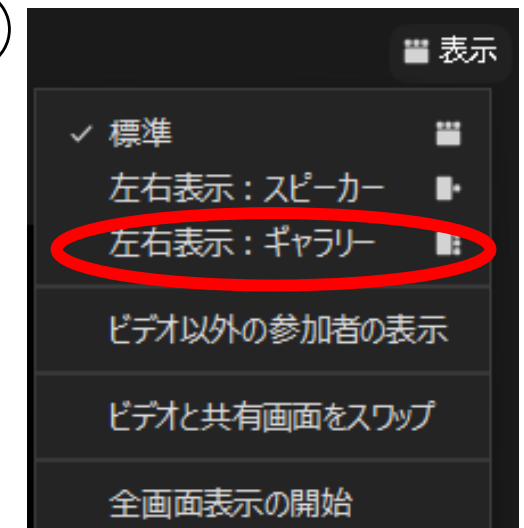 表示
標準
左右表示：スピーカー
左右表示：ギャラリー
ビデオ以外の参加者の表示
ビデオと共有画面をスワップ
全画面表示の開始